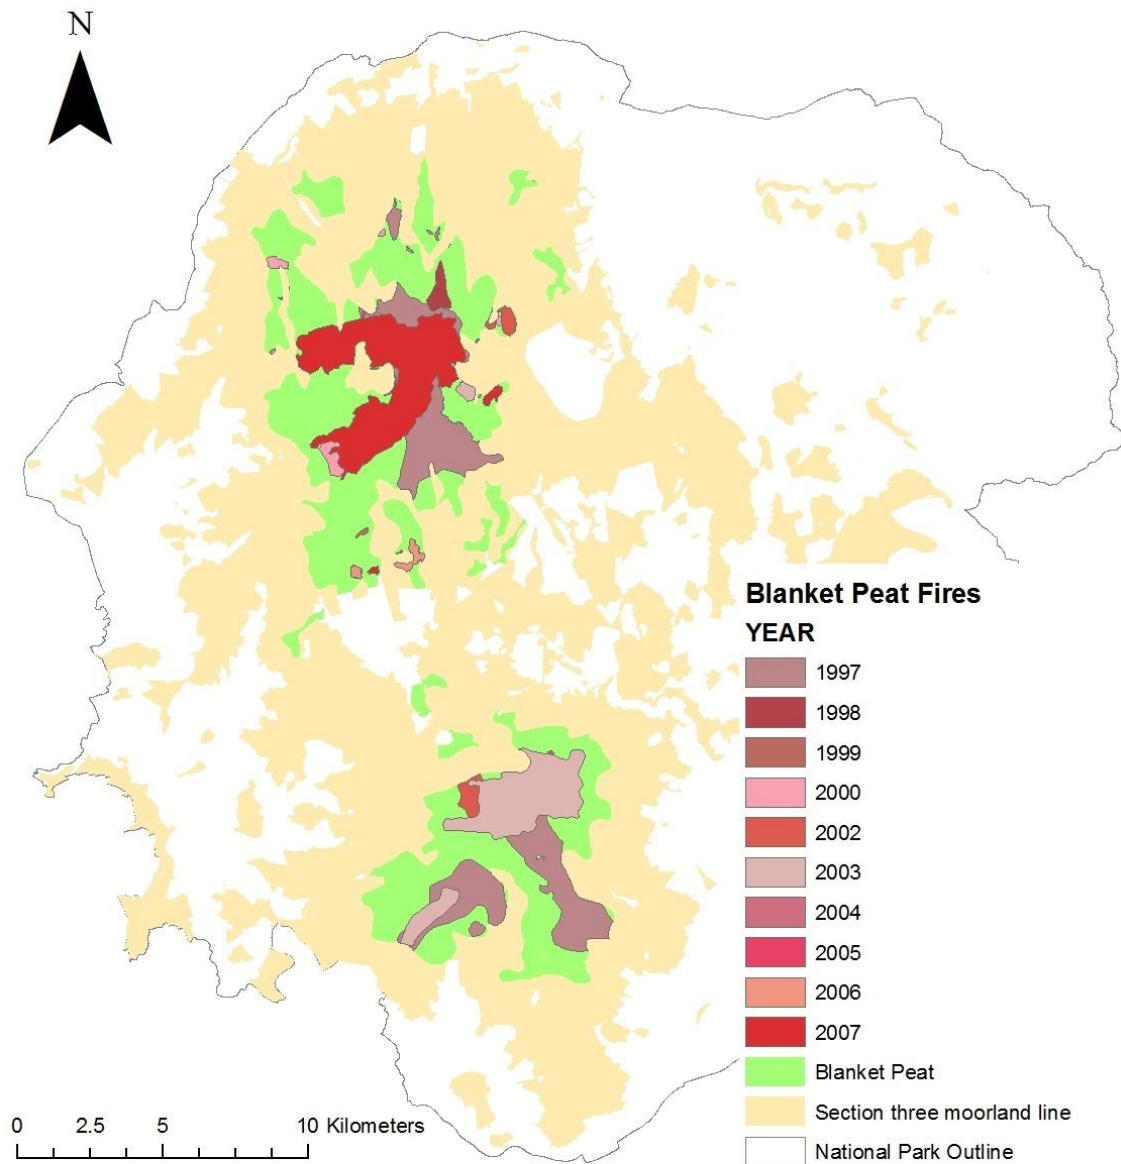 N
Blanket Peat Fires
YEAR
1997
1998
1999
2000
2002
2003
2004
2005
2006
2007
Blanket Peat
Section three moorland line
National Park Outline
0 2.5 5 10 Kilometers